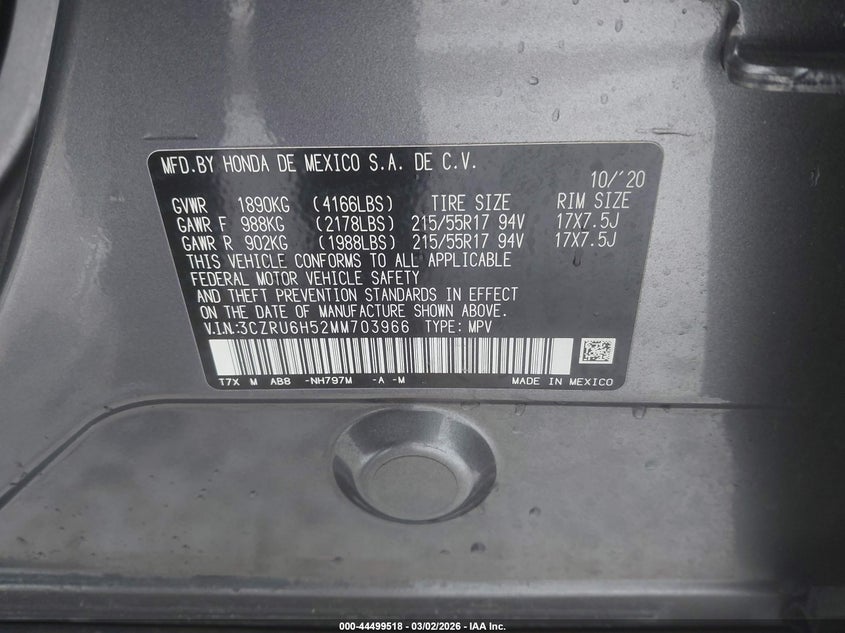 MFD.BY HONDA DE MEXICO S.A. DE C.V.
10/'20
GVWR 1890KG (4166LBS) TIRE SIZE RIM SIZE
GAWR F 988KG (2178LBS) 215/55R17 94V 17X7.5J
GAWR R 902KG (1988LBS) 215/55R17 94V 17X7.5J
THIS VEHICLE CONFORMS TO ALL APPLICABLE
FEDERAL MOTOR VEHICLE SAFETY
AND THEFT PREVENTION STANDARDS IN EFFECT
ON THE DATE OF MANUFACTURE SHOWN ABOVE.
V.I.N:3CZRU6H52MM703966 TYPE: MPV
T7X M AB8 -NH797M -A -M MADE IN MEXICO
000-44499518 - 03/02/2026 - IAA Inc.